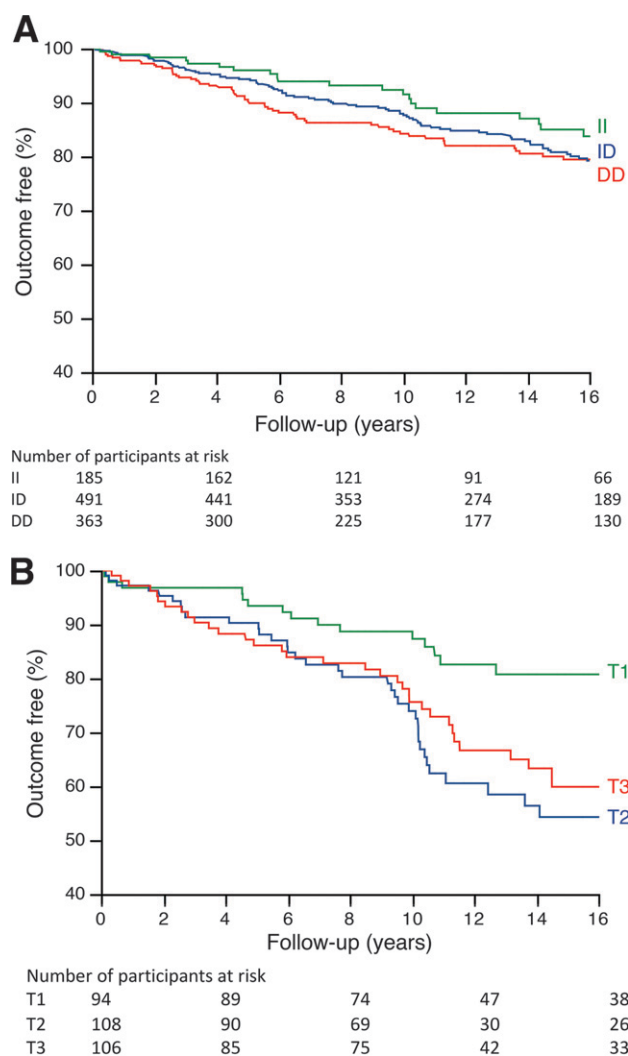 A
Outcome free (%)
100
90
80
70
60
50
40
II
ID
DD
0 2 4 6 8 10 12 14 16
Follow-up (years)
Number of participants at risk
II 185 162 121 91 66
ID 491 441 353 274 189
DD 363 300 225 177 130
B
Outcome free (%)
100
90
80
70
60
50
40
T1
T3
T2
0 2 4 6 8 10 12 14 16
Follow-up (years)
Number of participants at risk
T1 94 89 74 47 38
T2 108 90 69 30 26
T3 106 85 75 42 33